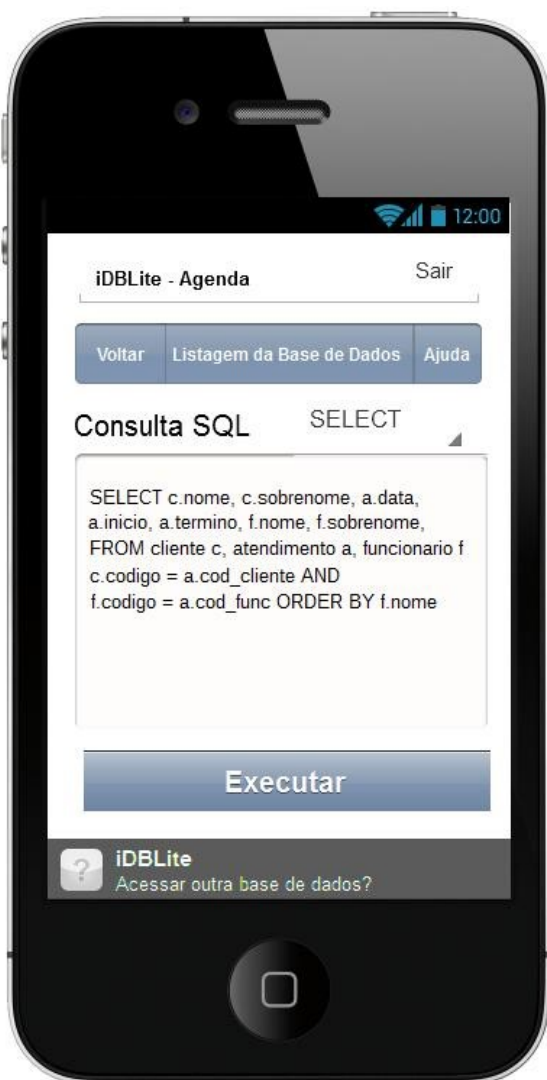 12:00
iDBLite - Agenda Sair
Voltar Listagem da Base de Dados Ajuda
Consulta SQL SELECT
SELECT c.nome, c.sobrenome, a.data,
a.inicio, a.termino, f.nome, f.sobrenome,
FROM cliente c, atendimento a, funcionario f
c.codigo = a.cod_cliente AND
f.codigo = a.cod_func ORDER BY f.nome
Executar
? iDBLite
Acessar outra base de dados?